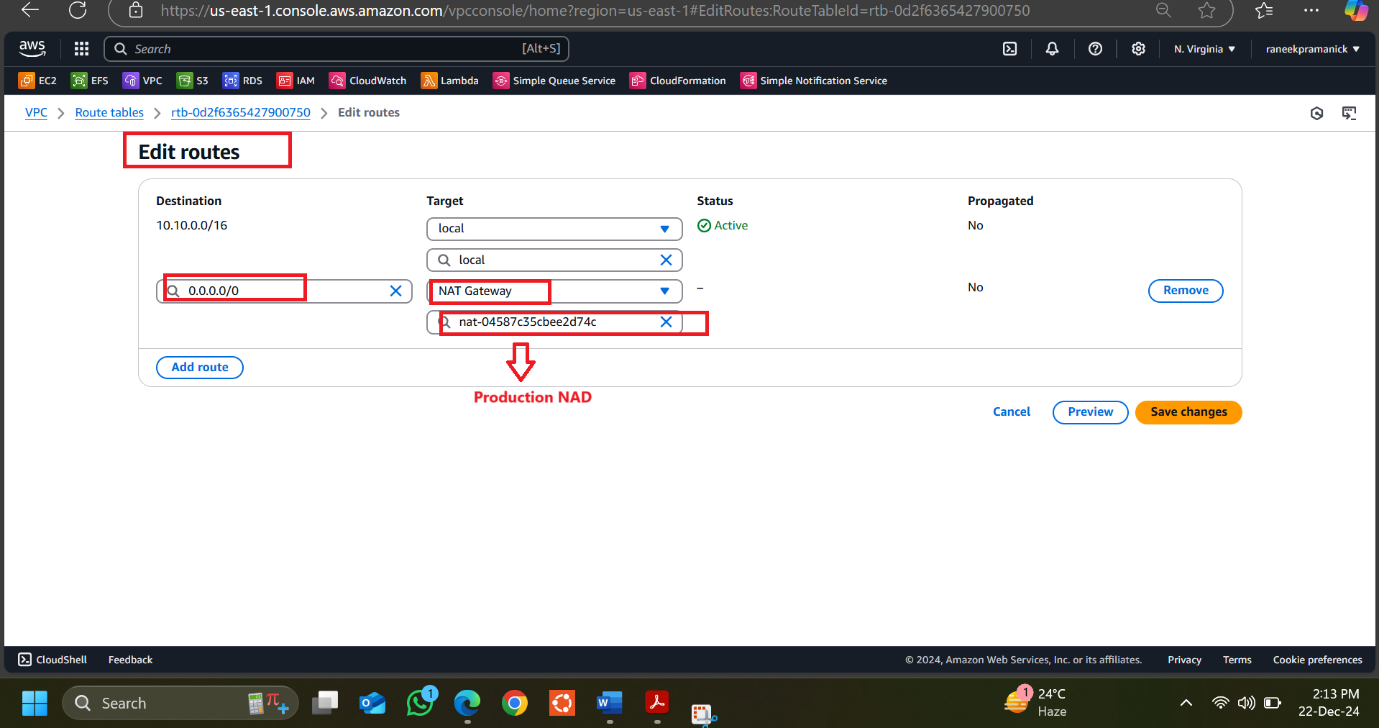 https://us-east-1.console.aws.amazon.com/vpcconsole/home?region=us-east-1#EditRoutes:RouteTableId=rtb-0d2f6365427900750
aws
Search [Alt+S]
N. Virginia
raneekpramanick
EC2 EFS VPC S3 RDS IAM CloudWatch Lambda Simple Queue Service CloudFormation Simple Notification Service
VPC Route tables rtb-0d2f6365427900750 Edit routes
Edit routes
Destination Target Status Propagated
10.10.0.0/16 local Active No
local
0.0.0.0/0 NAT Gateway – No Remove
nat-04587c35cbee2d74c
Add route
Production NAD
Cancel Preview Save changes
CloudShell Feedback © 2024, Amazon Web Services, Inc. or its affiliates. Privacy Terms Cookie preferences
Search
1
1
24°C
Haze
2:13 PM
22-Dec-24